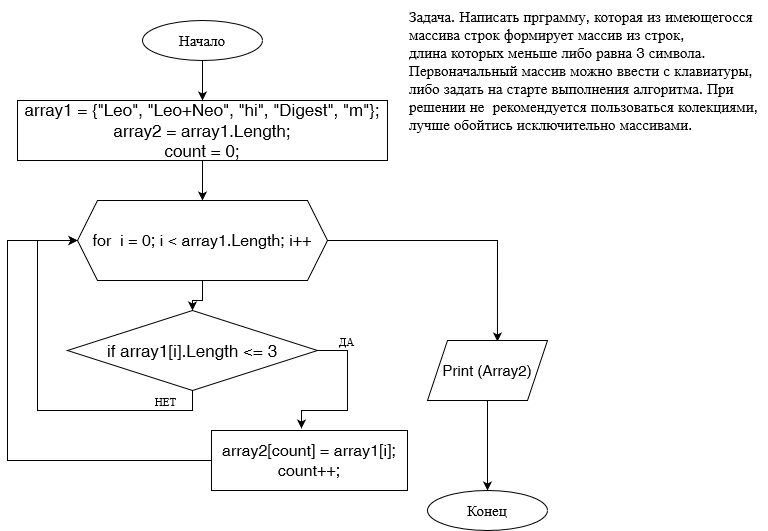 Задача. Написать прграмму, которая из имеющегосся
массива строк формирует массив из строк,
длина которых меньше либо равна 3 символа.
Первоначальный массив можно ввести с клавиатуры,
либо задать на старте выполнения алгоритма. При
решении не рекомендуется пользоваться колекциями,
лучше обойтись исключительно массивами.
Начало
array1 = {"Leo", "Leo+Neo", "hi", "Digest", "m"};
array2 = array1.Length;
count = 0;
for i = 0; i < array1.Length; i++
if array1[i].Length <= 3
ДА
НЕТ
array2[count] = array1[i];
count++;
Print (Array2)
Конец